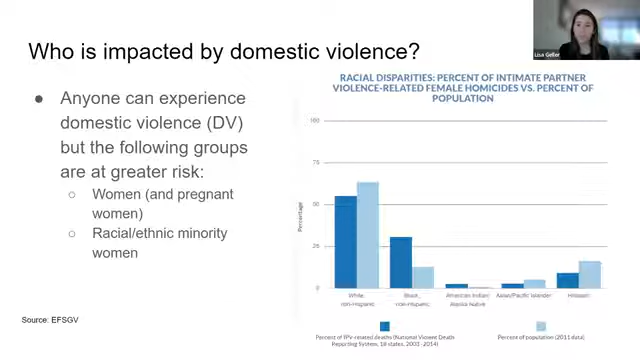 Lisa Geller
Who is impacted by domestic violence?
● Anyone can experience
domestic violence (DV)
but the following groups
are at greater risk:
○ Women (and pregnant
women)
○ Racial/ethnic minority
women
Source: EFSGV
RACIAL DISPARITIES: PERCENT OF INTIMATE PARTNER
VIOLENCE-RELATED FEMALE HOMICIDES VS. PERCENT OF
POPULATION
Percentage
100
75
50
25
0
White,
non-Hispanic
Black,
non-Hispanic
American Indian/
Alaska Native
Asian/Pacific Islander
Hispanic
Percent of IPV-related deaths (National Violent Death
Reporting System, 18 states, 2003-2014)
Percent of population (2011 data)